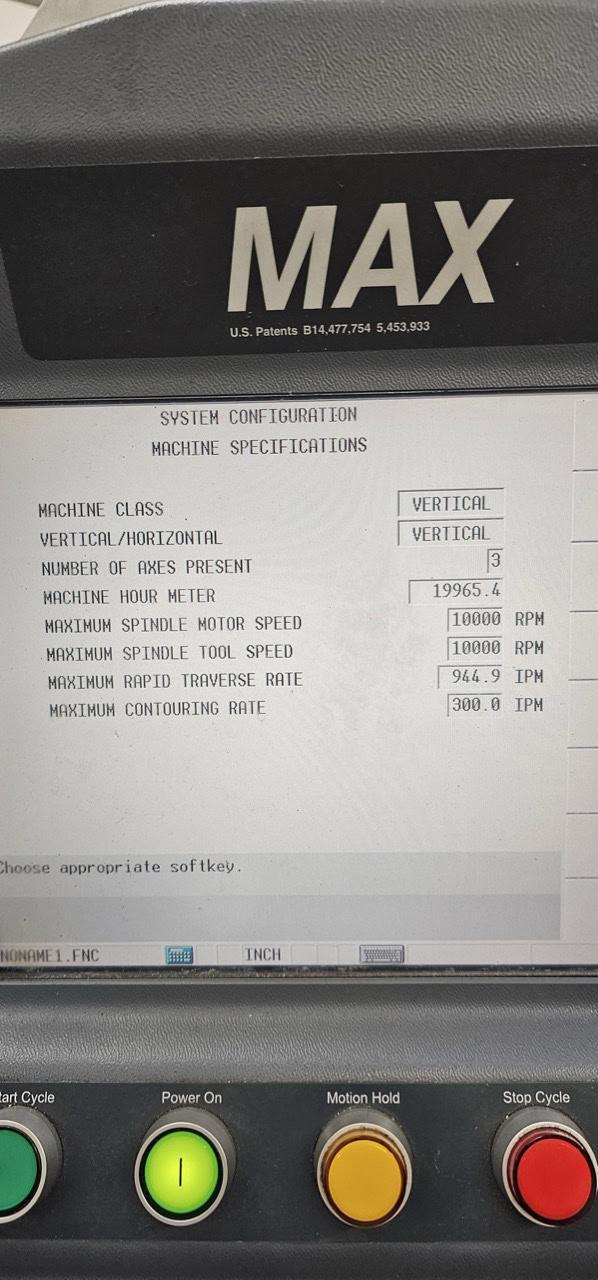 MAX
U.S. Patents B14,477,754 5,453,933
SYSTEM CONFIGURATION
MACHINE SPECIFICATIONS
MACHINE CLASS VERTICAL
VERTICAL/HORIZONTAL VERTICAL
NUMBER OF AXES PRESENT 3
MACHINE HOUR METER 19965.4
MAXIMUM SPINDLE MOTOR SPEED 10000 RPM
MAXIMUM SPINDLE TOOL SPEED 10000 RPM
MAXIMUM RAPID TRAVERSE RATE 944.9 IPM
MAXIMUM CONTOURING RATE 300.0 IPM
Choose appropriate softkey.
NONAME1.FNC INCH
tart Cycle Power On Motion Hold Stop Cycle